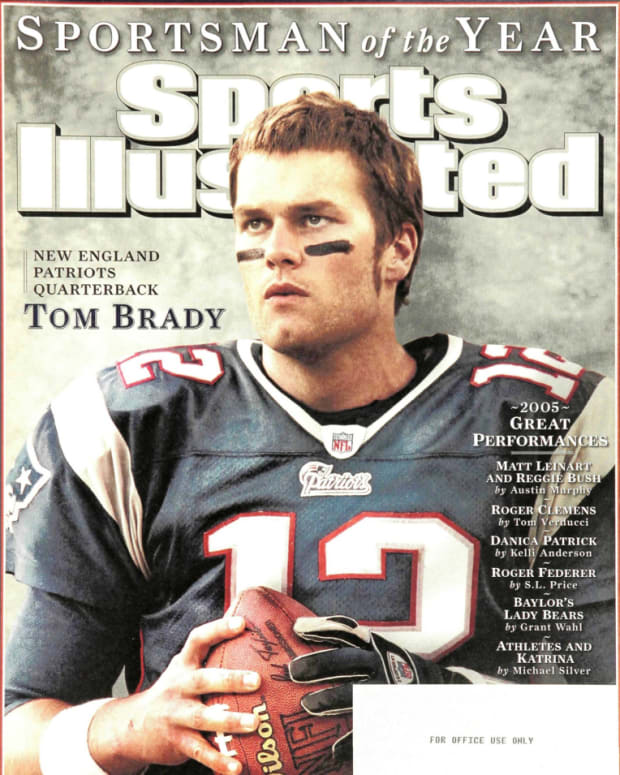 SPORTSMAN of the YEAR
Sports
Illustrated
NEW ENGLAND
PATRIOTS
QUARTERBACK
TOM BRADY
12
12
~2005~
GREAT
PERFORMANCES
MATT LEINART
AND REGGIE BUSH
by Austin Murphy
~
ROGER CLEMENS
by Tom Verducci
~
DANICA PATRICK
by Kelli Anderson
~
ROGER FEDERER
by S.L. Price
~
BAYLOR'S
LADY BEARS
by Grant Wahl
~
ATHLETES AND
KATRINA
by Michael Silver
NFL
Patriots
12
Wilson
NFL
FOR OFFICE USE ONLY